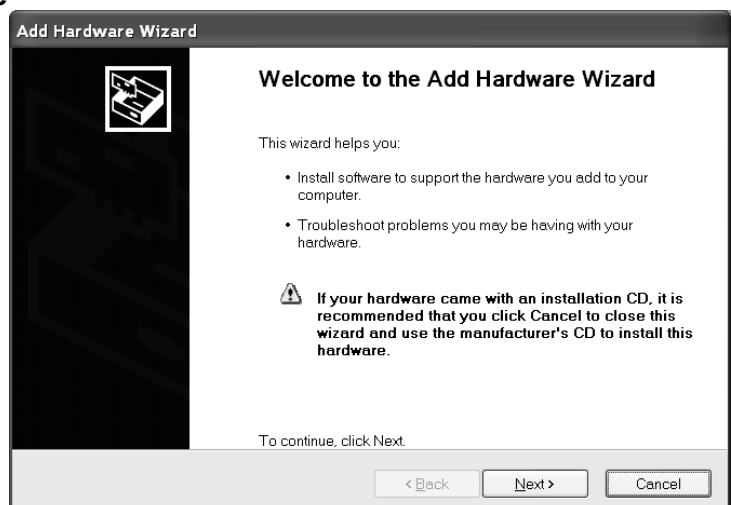 Add Hardware Wizard
Welcome to the Add Hardware Wizard
This wizard helps you:
• Install software to support the hardware you add to your
computer.
• Troubleshoot problems you may be having with your
hardware.
If your hardware came with an installation CD, it is
recommended that you click Cancel to close this
wizard and use the manufacturer's CD to install this
hardware.
To continue, click Next.
< Back Next > Cancel